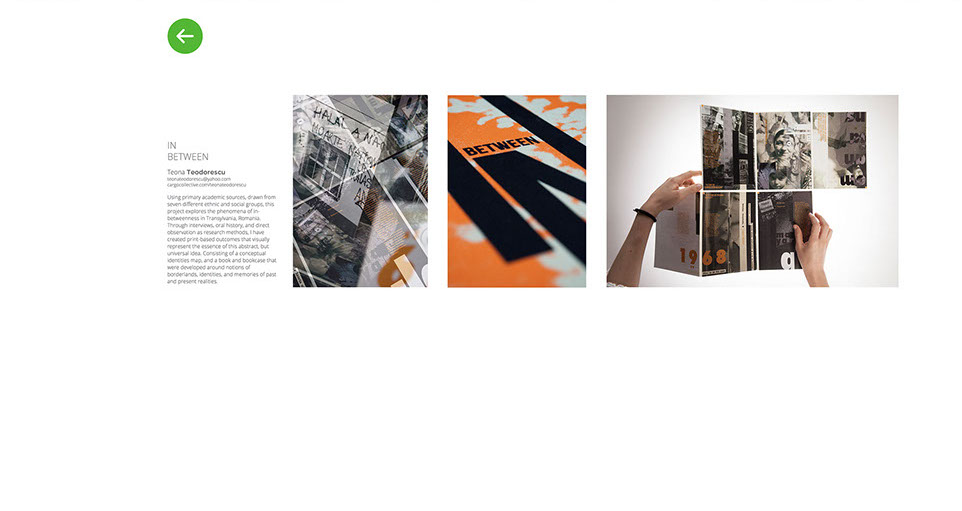 IN
BETWEEN
Teona Teodorescu
teonateodorescu@yahoo.com
cargocollective.com/teonateodorescu
Using primary academic sources, drawn from
seven different ethnic and social groups, this
project explores the phenomena of in-
betweenness in Transylvania, Romania.
Through interviews, oral history, and direct
observation as research methods, I have
created print-based outcomes that visually
represent the essence of this abstract, but
universal idea. Consisting of a conceptual
identities map, and a book and bookcase that
were developed around notions of
borderlands, identities, and memories of past
and present realities.
BETWEEN
IN
1968